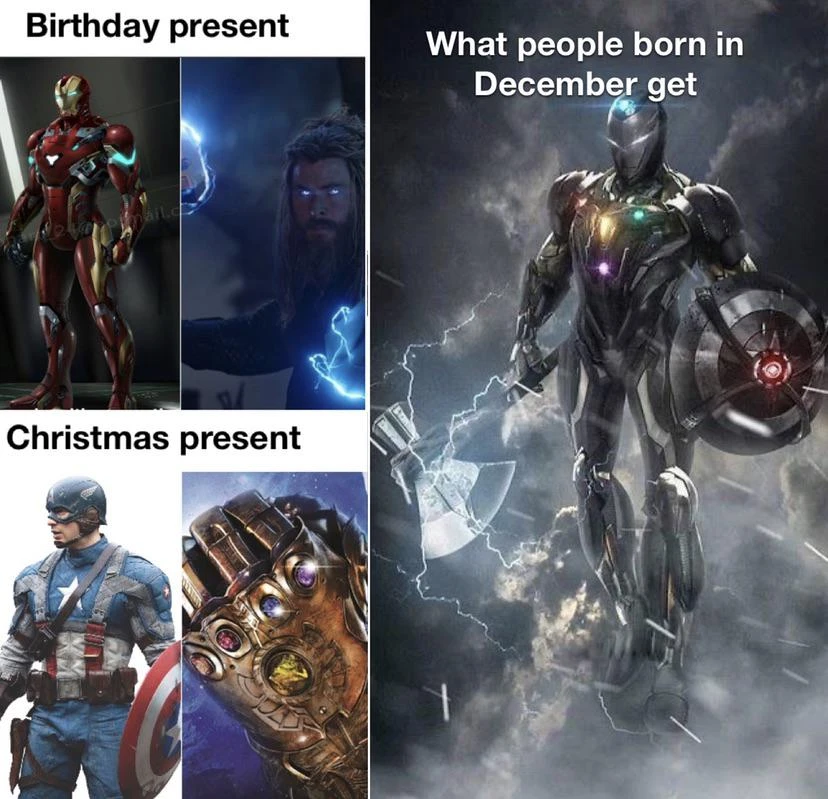 Birthday present
Christmas present
What people born in
December get